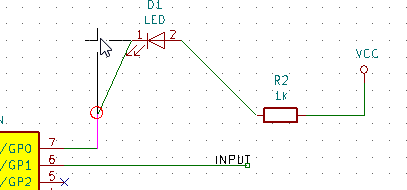 D1
LED
1 2
VCC
R2
1k
N.
/GP0 7
/GP1 6
INPUT
/GP2 5